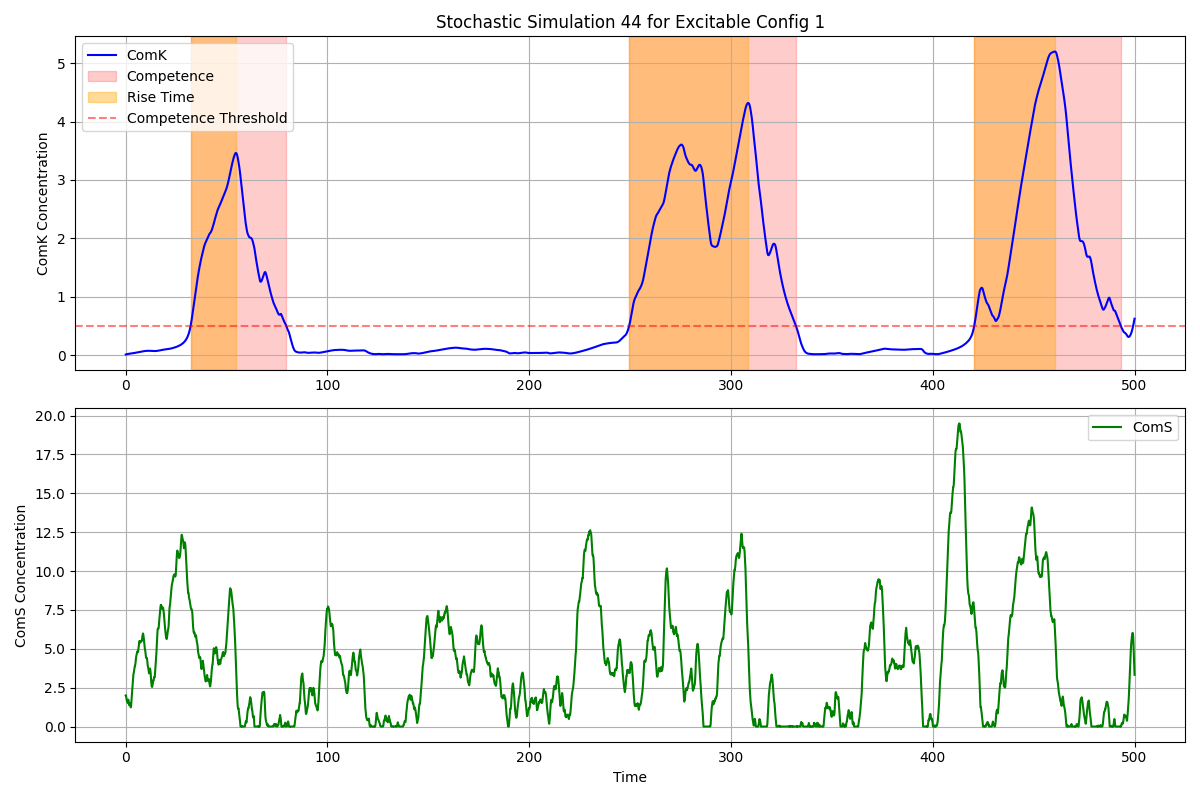 Stochastic Simulation 44 for Excitable Config 1
ComK
Competence
Rise Time
Competence Threshold
ComK Concentration
5
4
3
2
1
0
0 100 200 300 400 500
ComS
ComS Concentration
20.0
17.5
15.0
12.5
10.0
7.5
5.0
2.5
0.0
0 100 200 300 400 500
Time